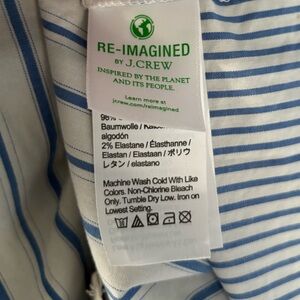 RE-IMAGINED
BY J.CREW
INSPIRED BY THE PLANET
AND ITS PEOPLE.
Learn more at
jcrew.com/reimagined
Baumwolle /
algodón
2% Elastane / Élasthanne /
Elastan / Elastaan / ポリウ
レタン / elastano
Machine Wash Cold With Like
Colors. Non-Chlorine Bleach
Only. Tumble Dry Low. Iron on
Lowest Setting.